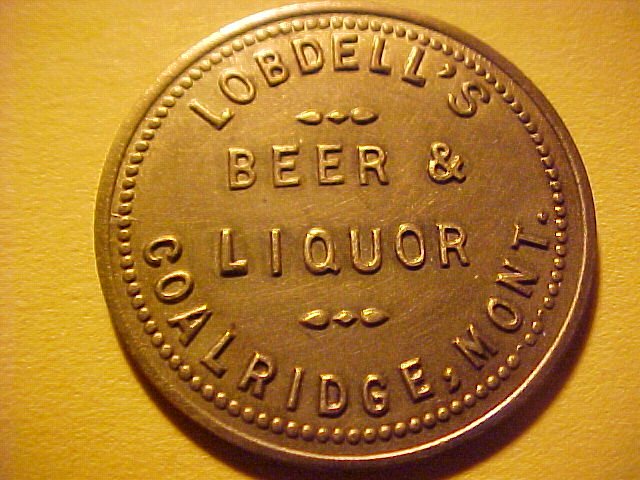 LOBDELL'S
BEER &
LIQUOR
COALRIDGE, MONT.